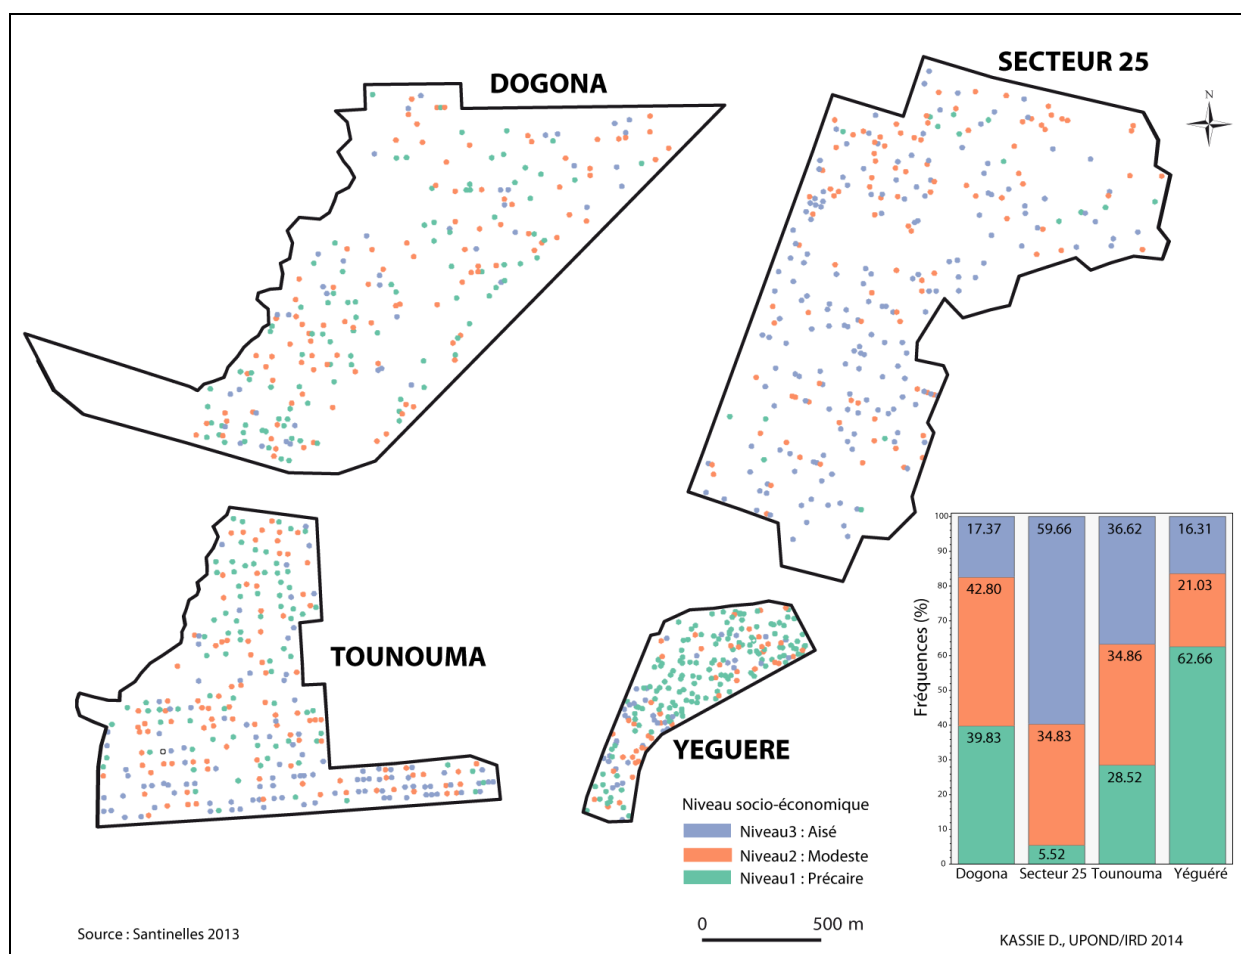 SECTEUR 25
DOGONA
N
TOUNOUMA
YEGUERE
Niveau socio-économique
Niveau3 : Aisé
Niveau2 : Modeste
Niveau1 : Précaire
0 500 m
Source : Santinelles 2013
KASSIE D., UPOND/IRD 2014
Fréquences (%)
100
90
80
70
60
50
40
30
20
10
0
17.37 59.66 36.62 16.31
42.80 34.83 34.86 21.03
39.83 5.52 28.52 62.66
Dogona Secteur 25 Tounouma Yéguéré